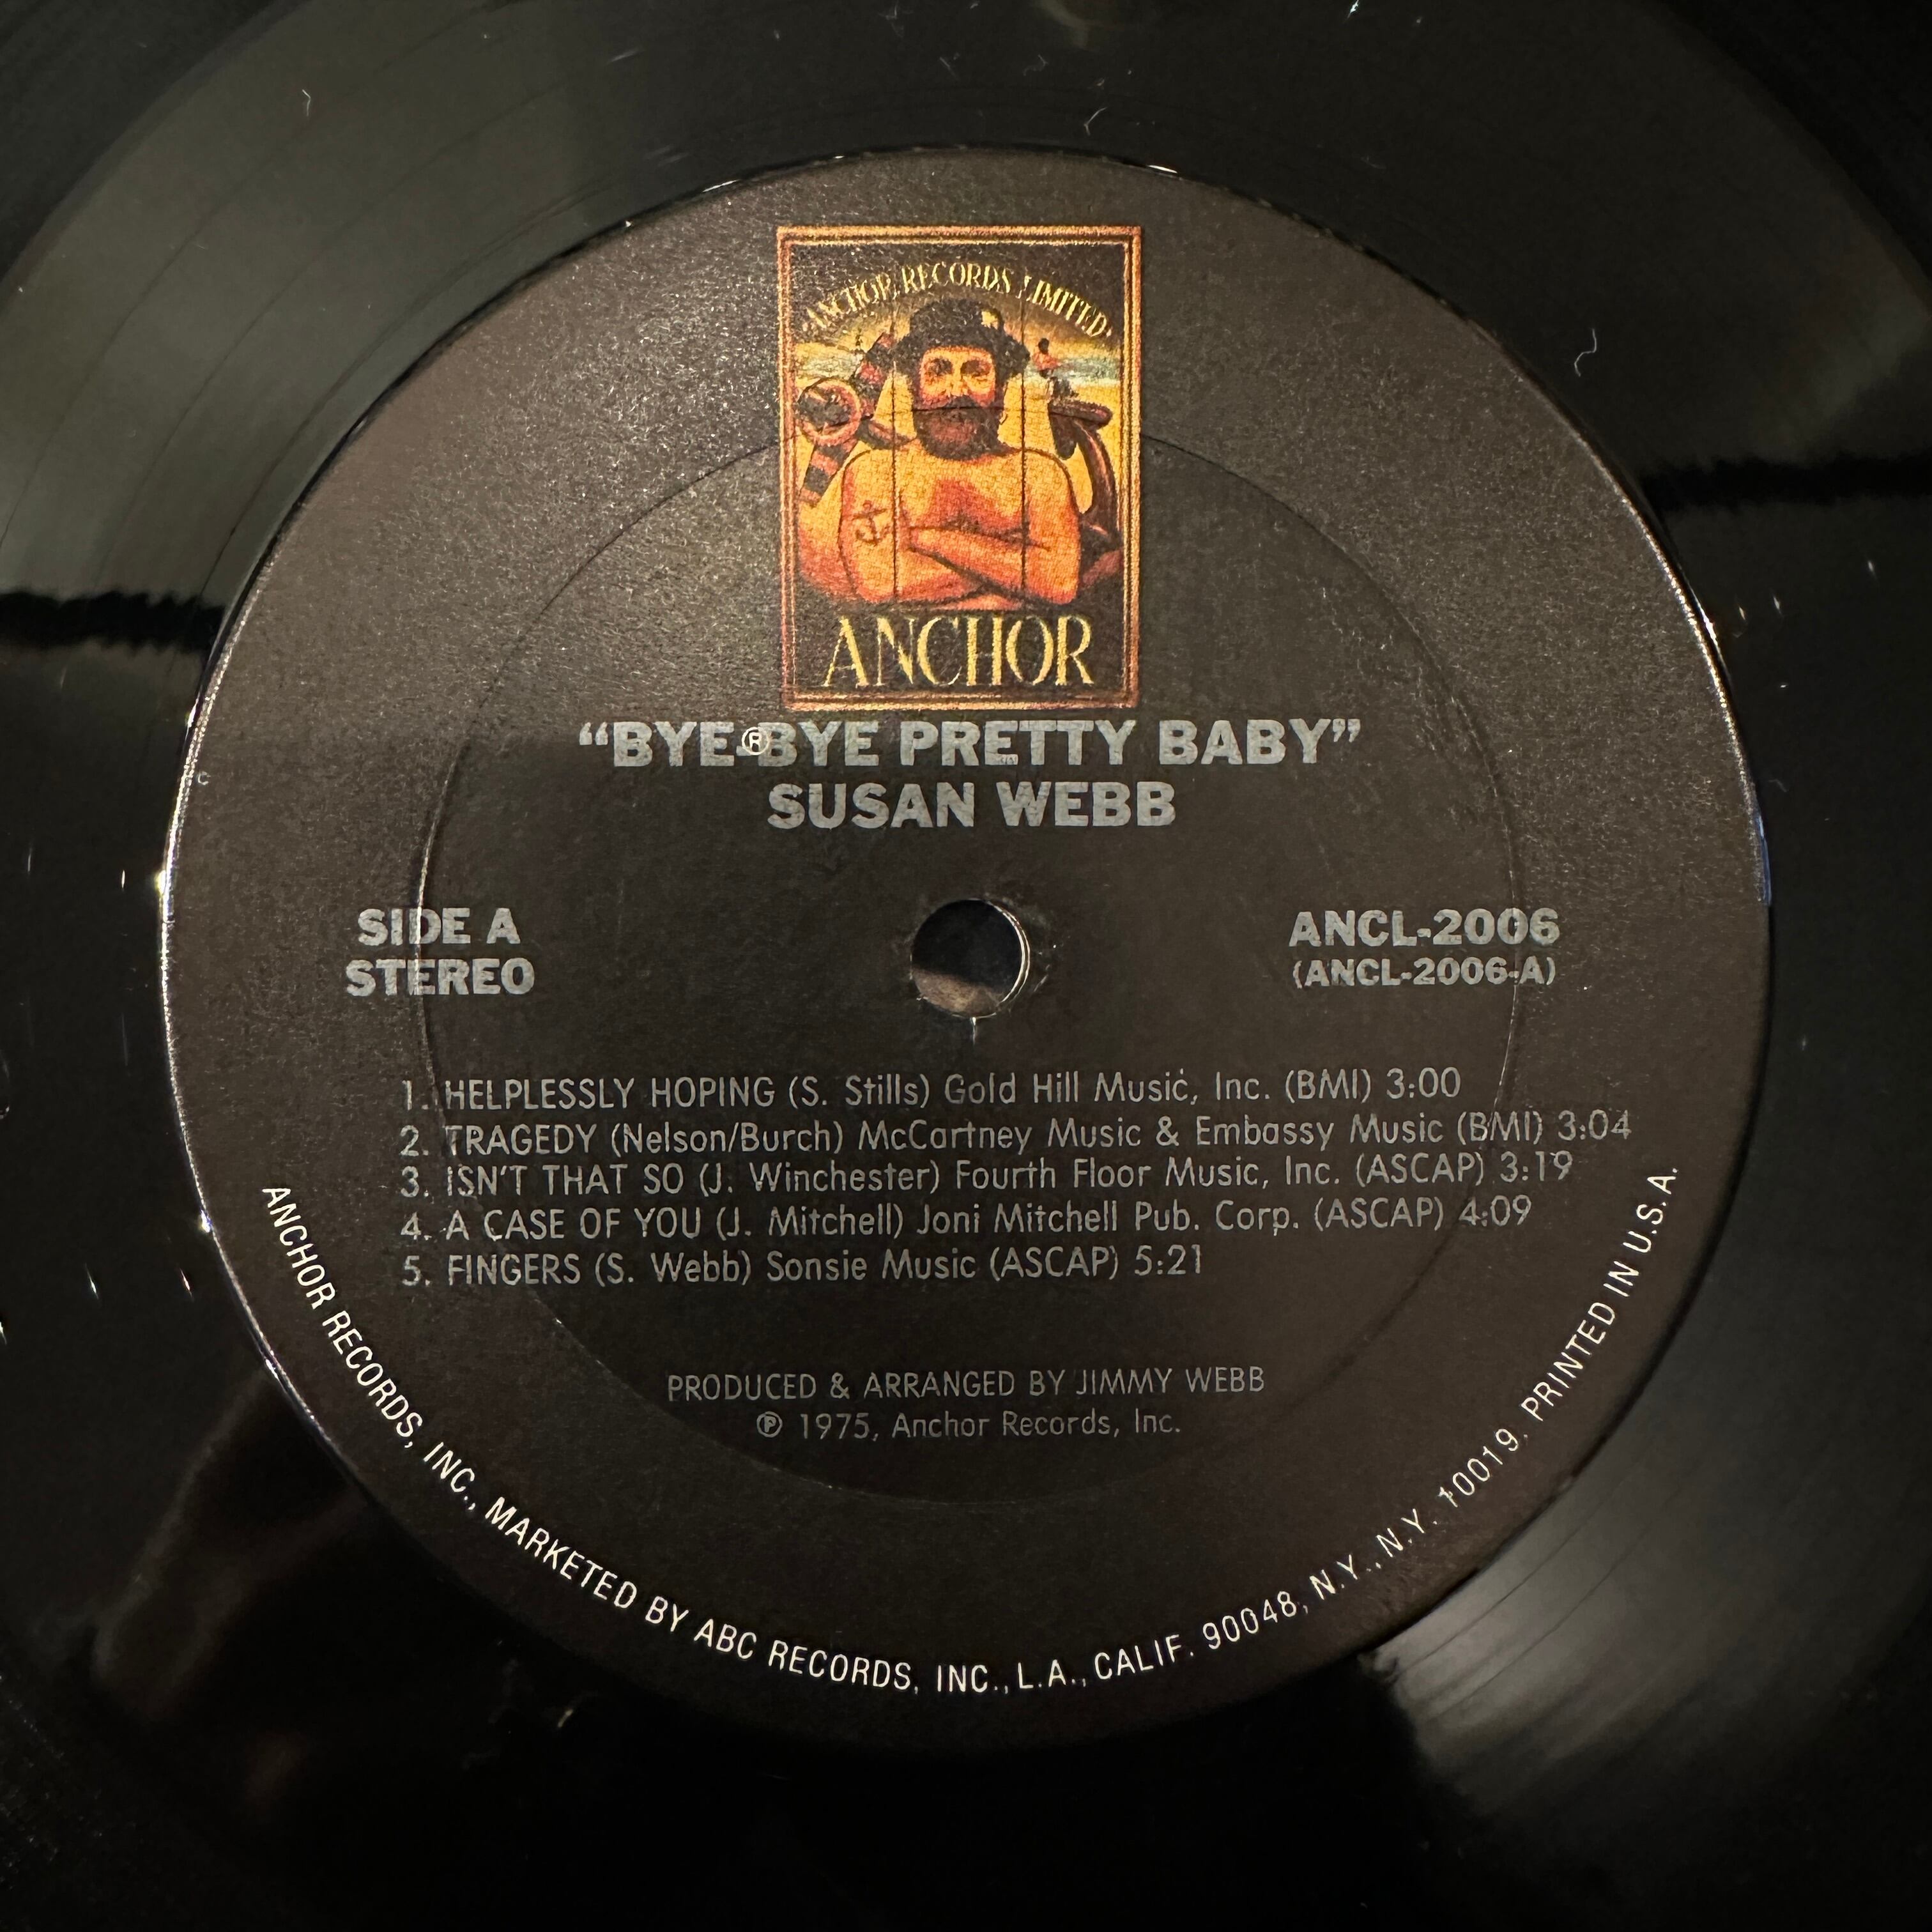 ANCHOR RECORDS LIMITED
ANCHOR
®
“BYE-BYE PRETTY BABY”
SUSAN WEBB
SIDE A
STEREO
ANCL-2006
(ANCL-2006-A)
1. HELPLESSLY HOPING (S. Stills) Gold Hill Music, Inc. (BMI) 3:00
2. TRAGEDY (Nelson/Burch) McCartney Music & Embassy Music (BMI) 3:04
3. ISN'T THAT SO (J. Winchester) Fourth Floor Music, Inc. (ASCAP) 3:19
4. A CASE OF YOU (J. Mitchell) Joni Mitchell Pub. Corp. (ASCAP) 4:09
5. FINGERS (S. Webb) Sonsie Music (ASCAP) 5:21
PRODUCED & ARRANGED BY JIMMY WEBB
℗ 1975, Anchor Records, Inc.
ANCHOR RECORDS, INC., MARKETED BY ABC RECORDS, INC., L.A., CALIF. 90048, N.Y., N.Y. 10019. PRINTED IN U.S.A.